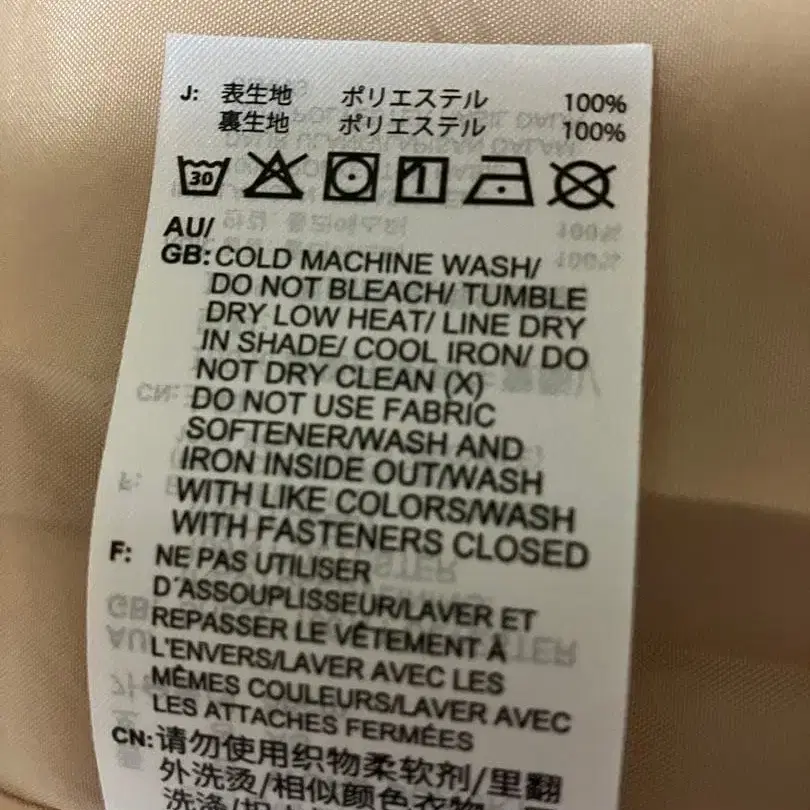 J: 表生地 ポリエステル 100%
裏生地 ポリエステル 100%
30
AU/
GB: COLD MACHINE WASH/
DO NOT BLEACH/ TUMBLE
DRY LOW HEAT/ LINE DRY
IN SHADE/ COOL IRON/ DO
NOT DRY CLEAN (X)
DO NOT USE FABRIC
SOFTENER/WASH AND
IRON INSIDE OUT/WASH
WITH LIKE COLORS/WASH
WITH FASTENERS CLOSED
F: NE PAS UTILISER
D´ASSOUPLISSEUR/LAVER ET
REPASSER LE VÊTEMENT À
L'ENVERS/LAVER AVEC LES
MÊMES COULEURS/LAVER AVEC
LES ATTACHES FERMÉES
CN: 请勿使用织物柔软剂/里翻
外洗烫/相似颜色衣物
洗涤